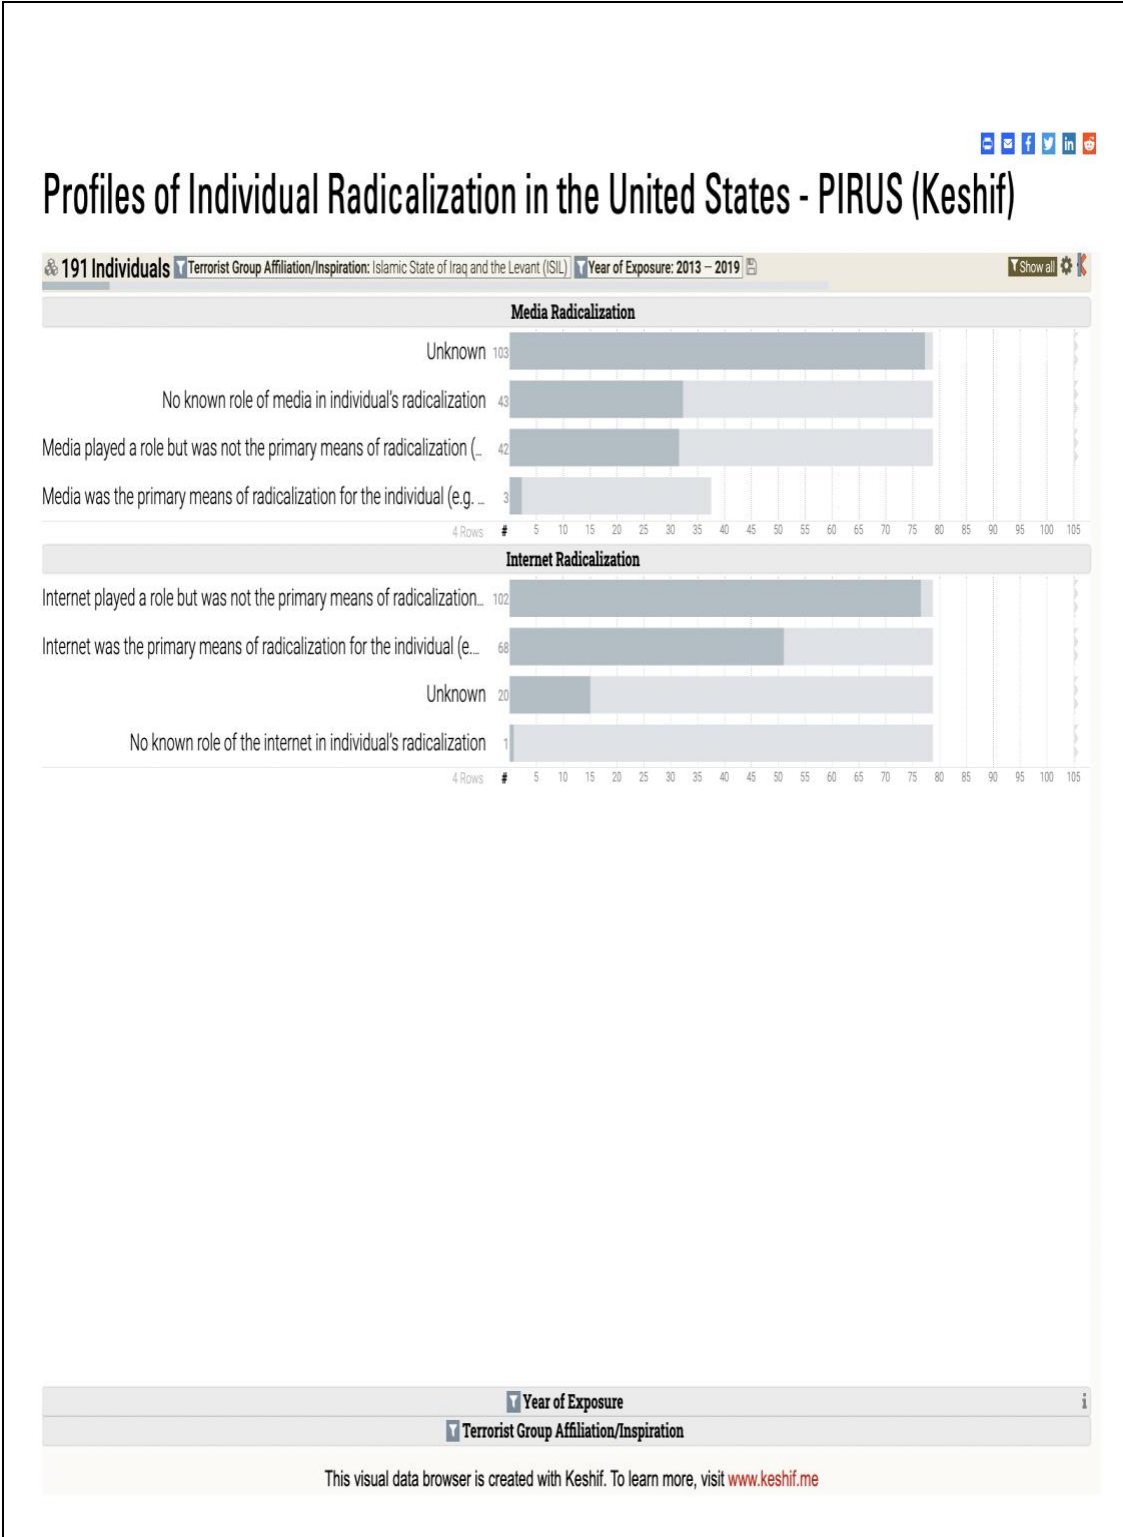 Profiles of Individual Radicalization in the United States - PIRUS (Keshif)
191 Individuals Terrorist Group Affiliation/Inspiration: Islamic State of Iraq and the Levant (ISIL) Year of Exposure: 2013 – 2019 Show all
Media Radicalization
Unknown 103
No known role of media in individual's radicalization 43
Media played a role but was not the primary means of radicalization (... 42
Media was the primary means of radicalization for the individual (e.g. ... 3
4 Rows # 5 10 15 20 25 30 35 40 45 50 55 60 65 70 75 80 85 90 95 100 105
Internet Radicalization
Internet played a role but was not the primary means of radicalization... 102
Internet was the primary means of radicalization for the individual (e... 68
Unknown 20
No known role of the internet in individual's radicalization 1
4 Rows # 5 10 15 20 25 30 35 40 45 50 55 60 65 70 75 80 85 90 95 100 105
Year of Exposure i
Terrorist Group Affiliation/Inspiration
This visual data browser is created with Keshif. To learn more, visit www.keshif.me